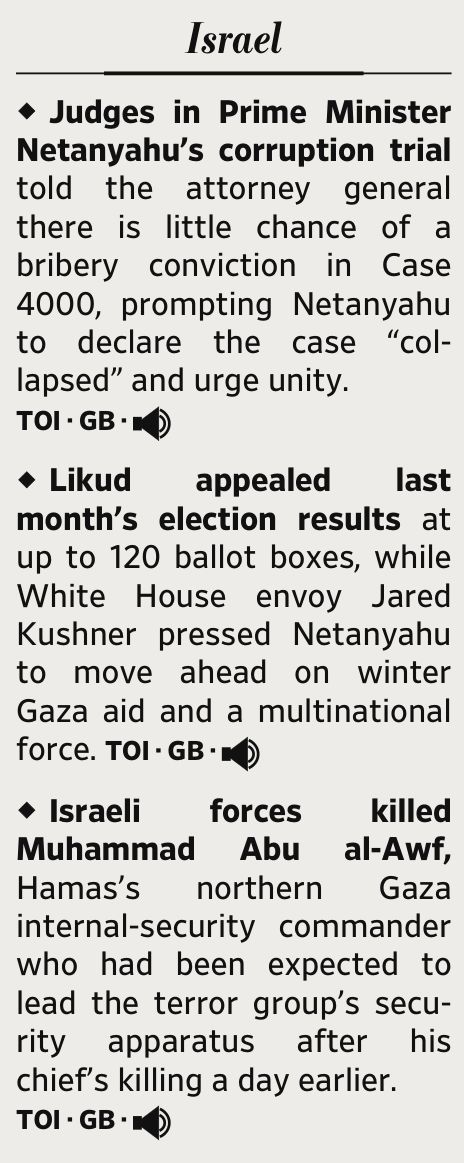 Israel
◆ Judges in Prime Minister
Netanyahu’s corruption trial
told the attorney general
there is little chance of a
bribery conviction in Case
4000, prompting Netanyahu
to declare the case “col-
lapsed” and urge unity.
TOI · GB ·
◆ Likud appealed last
month’s election results at
up to 120 ballot boxes, while
White House envoy Jared
Kushner pressed Netanyahu
to move ahead on winter
Gaza aid and a multinational
force. TOI · GB ·
◆ Israeli forces killed
Muhammad Abu al-Awf,
Hamas’s northern Gaza
internal-security commander
who had been expected to
lead the terror group’s secu-
rity apparatus after his
chief’s killing a day earlier.
TOI · GB ·